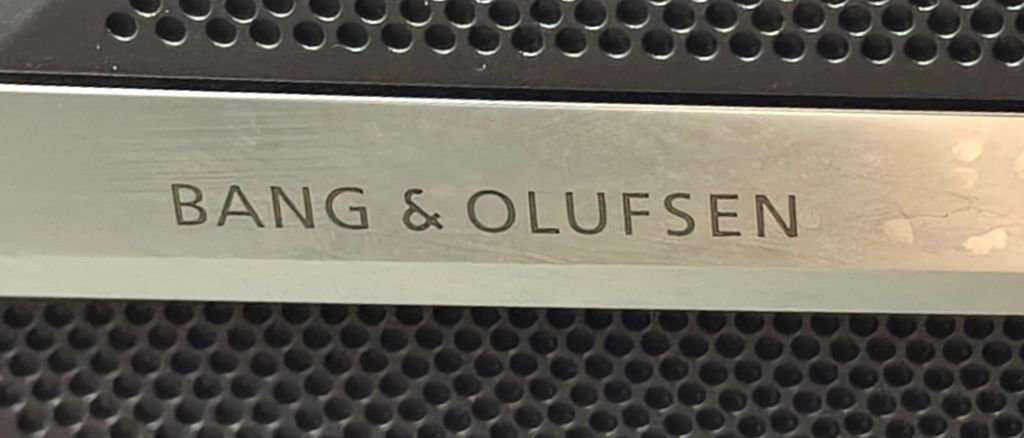 BANG & OLUFSEN